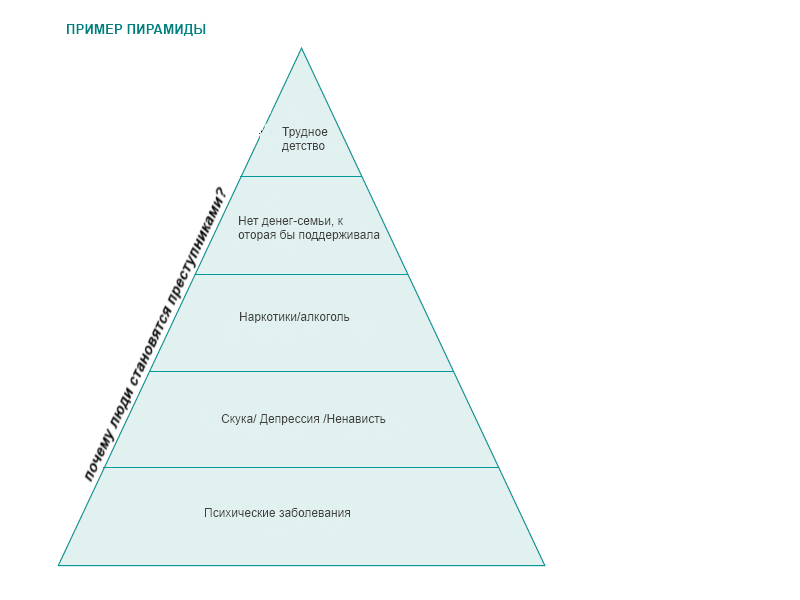 ПРИМЕР ПИРАМИДЫ
Трудное
детство
почему люди становятся преступниками?
Нет денег-семьи, к
оторая бы поддерживала
Наркотики/алкоголь
Скука/ Депрессия /Ненависть
Психические заболевания